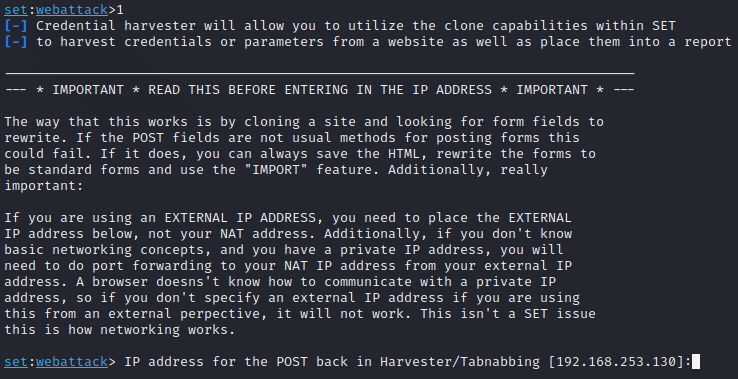 set:webattack>1
[-] Credential harvester will allow you to utilize the clone capabilities within SET
[-] to harvest credentials or parameters from a website as well as place them into a report
-------------------------------------------------------------------------------
--- * IMPORTANT * READ THIS BEFORE ENTERING IN THE IP ADDRESS * IMPORTANT * ---
The way that this works is by cloning a site and looking for form fields to
rewrite. If the POST fields are not usual methods for posting forms this
could fail. If it does, you can always save the HTML, rewrite the forms to
be standard forms and use the "IMPORT" feature. Additionally, really
important:
If you are using an EXTERNAL IP ADDRESS, you need to place the EXTERNAL
IP address below, not your NAT address. Additionally, if you don't know
basic networking concepts, and you have a private IP address, you will
need to do port forwarding to your NAT IP address from your external IP
address. A browser doesns't know how to communicate with a private IP
address, so if you don't specify an external IP address if you are using
this from an external perpective, it will not work. This isn't a SET issue
this is how networking works.
set:webattack> IP address for the POST back in Harvester/Tabnabbing [192.168.253.130]: